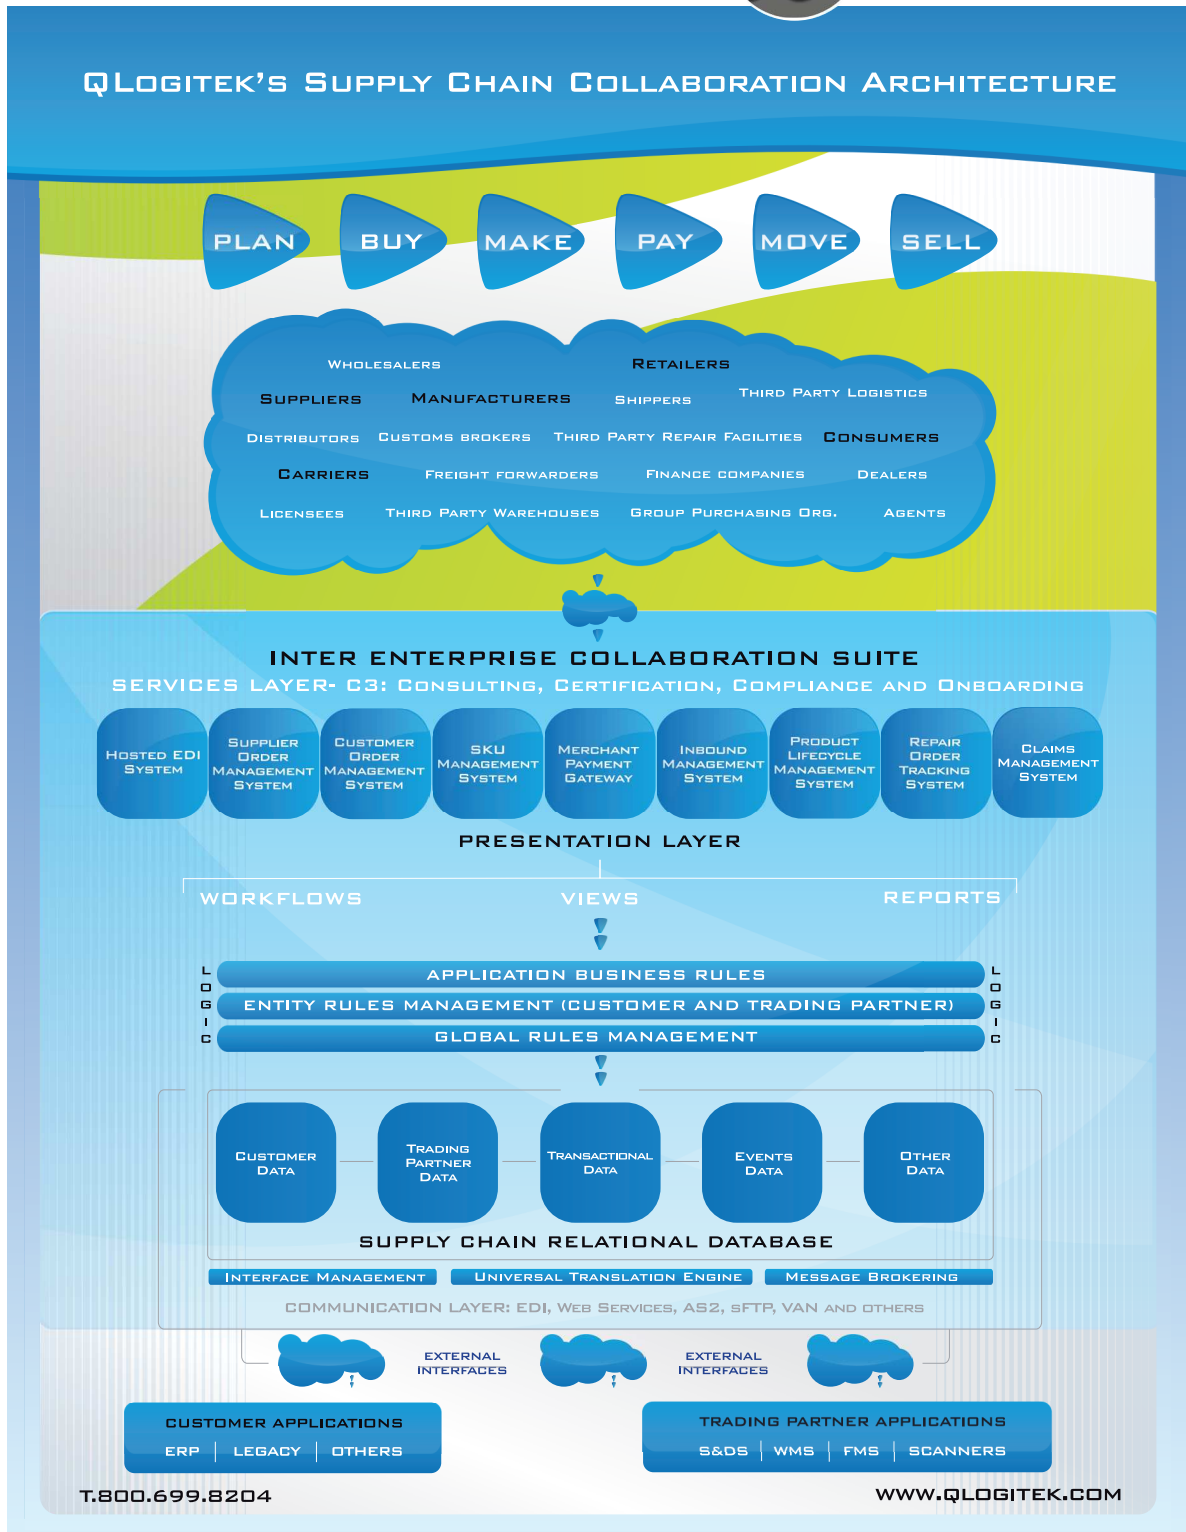 QLogitek's Supply Chain Collaboration Architecture
PLAN BUY MAKE PAY MOVE SELL
Wholesalers Retailers
Suppliers Manufacturers Shippers Third Party Logistics
Distributors Customs brokers Third Party Repair Facilities Consumers
Carriers Freight forwarders Finance companies Dealers
Licensees Third Party Warehouses Group Purchasing Org. Agents
INTER ENTERPRISE COLLABORATION SUITE
SERVICES LAYER- C3: Consulting, Certification, Compliance and Onboarding
Hosted EDI
System
Supplier
Order
Management
System
Customer
Order
Management
System
SKU
Management
System
Merchant
Payment
Gateway
Inbound
Management
System
Product
Lifecycle
Management
System
Repair
Order
Tracking
System
Claims
Management
System
PRESENTATION LAYER
WORKFLOWS VIEWS REPORTS
LOGIC
APPLICATION BUSINESS RULES
ENTITY RULES MANAGEMENT (CUSTOMER AND TRADING PARTNER)
GLOBAL RULES MANAGEMENT
LOGIC
Customer
Data
Trading
Partner
Data
Transactional
Data
Events
Data
Other
Data
SUPPLY CHAIN RELATIONAL DATABASE
Interface Management Universal Translation Engine Message Brokering
COMMUNICATION LAYER: EDI, Web Services, AS2, sFTP, VAN and others
EXTERNAL
INTERFACES
EXTERNAL
INTERFACES
CUSTOMER APPLICATIONS
ERP LEGACY OTHERS
TRADING PARTNER APPLICATIONS
S&DS WMS FMS SCANNERS
T.800.699.8204
WWW.QLOGITEK.COM